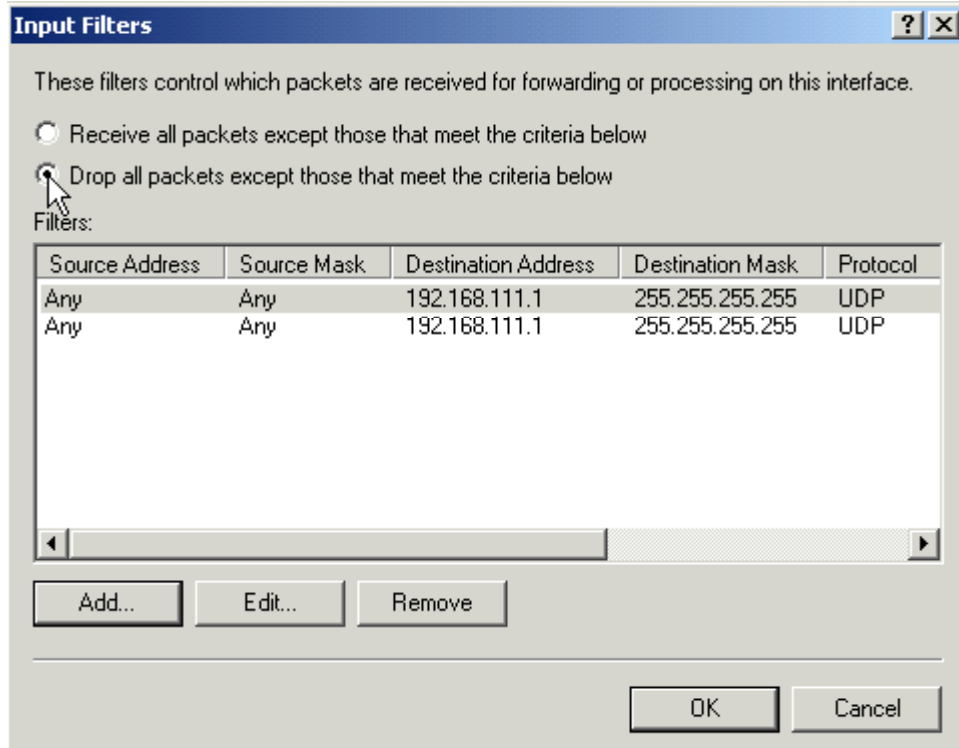 Input Filters
These filters control which packets are received for forwarding or processing on this interface.
Receive all packets except those that meet the criteria below
Drop all packets except those that meet the criteria below
Filters:
Source Address Source Mask Destination Address Destination Mask Protocol
Any Any 192.168.111.1 255.255.255.255 UDP
Any Any 192.168.111.1 255.255.255.255 UDP
Add... Edit... Remove
OK Cancel